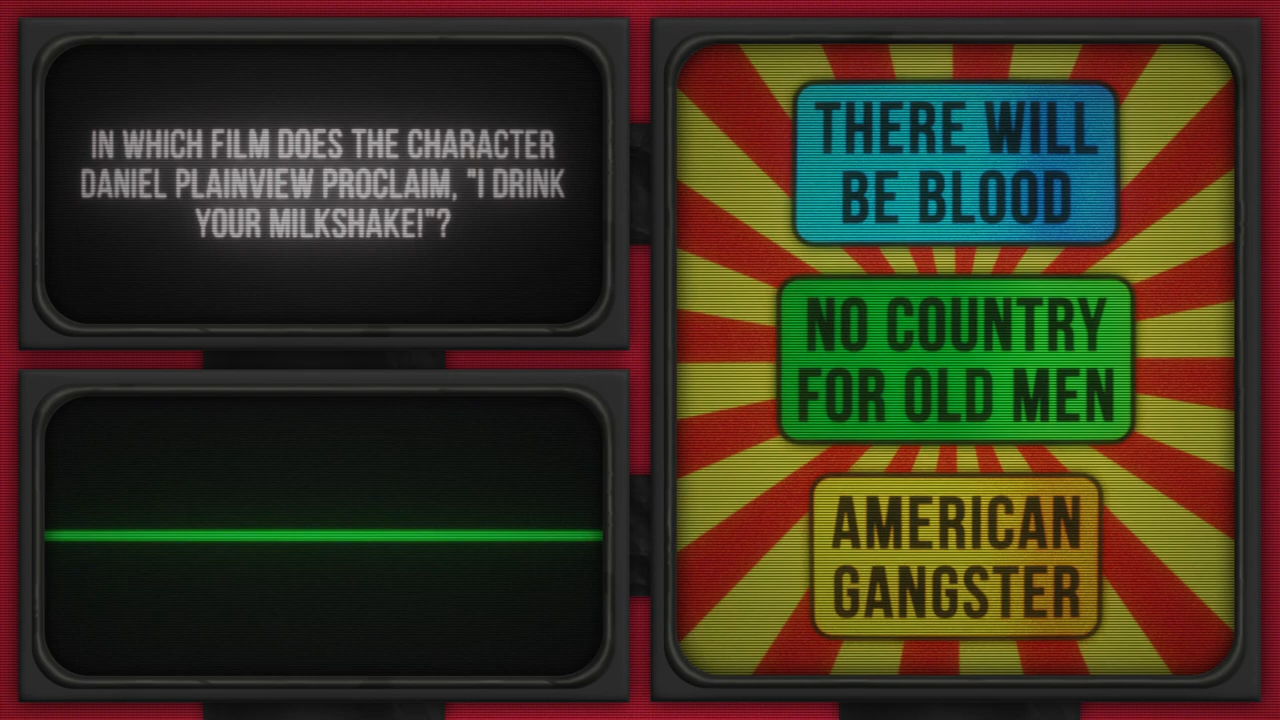 IN WHICH FILM DOES THE CHARACTER
DANIEL PLAINVIEW PROCLAIM, "I DRINK
YOUR MILKSHAKE!"?
THERE WILL
BE BLOOD
NO COUNTRY
FOR OLD MEN
AMERICAN
GANGSTER